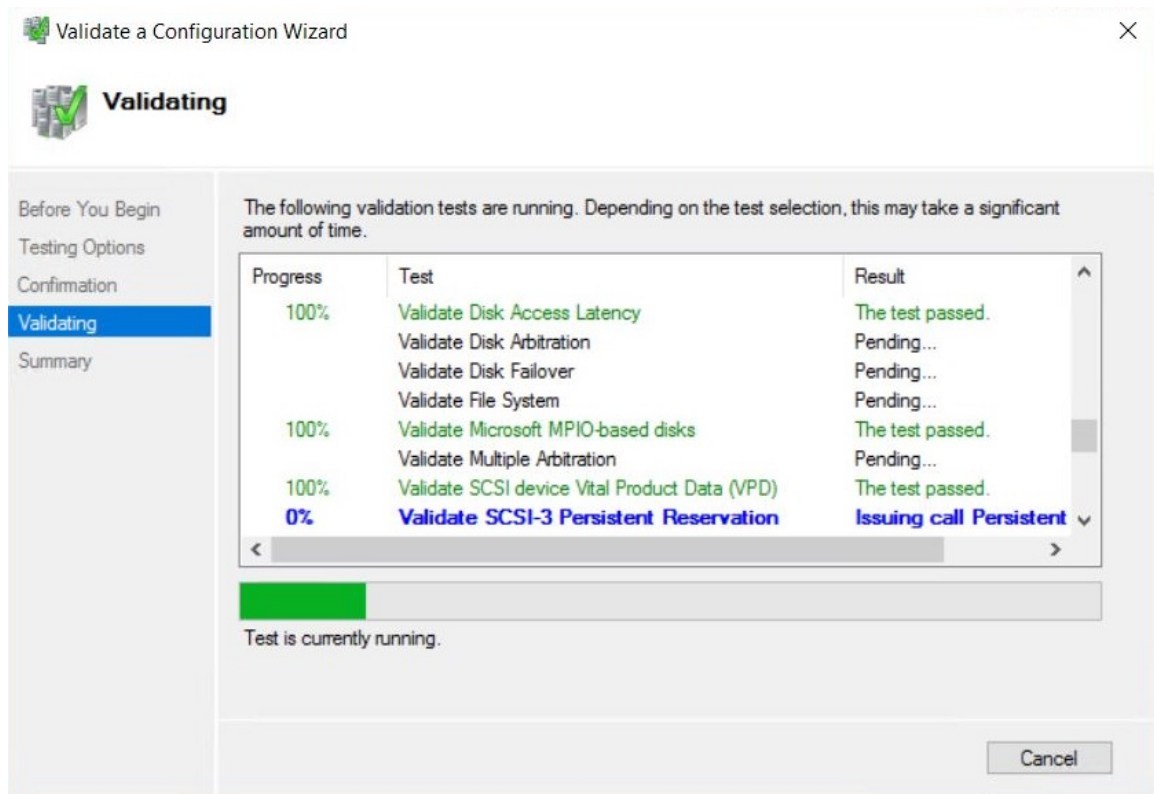 Validate a Configuration Wizard
Validating
Before You Begin
Testing Options
Confirmation
Validating
Summary
The following validation tests are running. Depending on the test selection, this may take a significant
amount of time.
Progress Test Result
100% Validate Disk Access Latency The test passed.
Validate Disk Arbitration Pending...
Validate Disk Failover Pending...
Validate File System Pending...
100% Validate Microsoft MPIO-based disks The test passed.
Validate Multiple Arbitration Pending...
100% Validate SCSI device Vital Product Data (VPD) The test passed.
0% Validate SCSI-3 Persistent Reservation Issuing call Persistent
Test is currently running.
Cancel